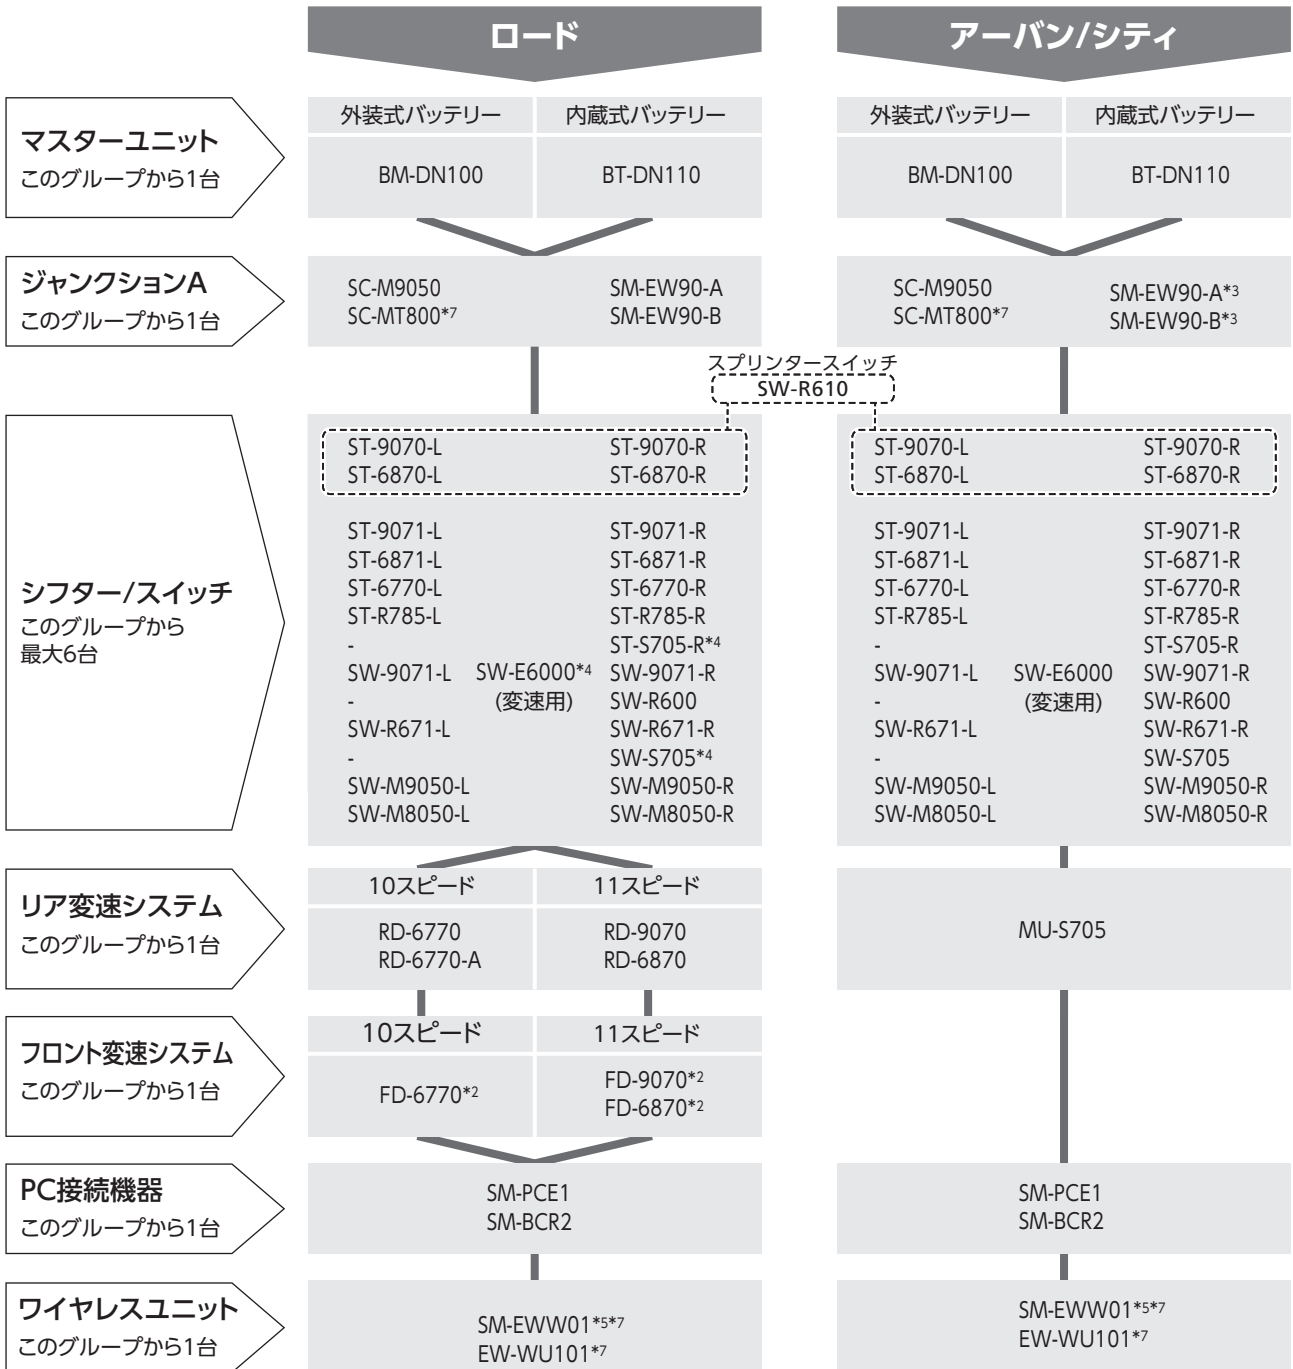 ロード
アーバン/シティ
マスターユニット
このグループから1台
外装式バッテリー 内蔵式バッテリー
BM-DN100 BT-DN110
外装式バッテリー 内蔵式バッテリー
BM-DN100 BT-DN110
ジャンクションA
このグループから1台
SC-M9050 SM-EW90-A
SC-MT800*7 SM-EW90-B
SC-M9050 SM-EW90-A*3
SC-MT800*7 SM-EW90-B*3
スプリンタースイッチ
SW-R610
シフター/スイッチ
このグループから
最大6台
ST-9070-L ST-9070-R
ST-6870-L ST-6870-R
ST-9071-L ST-9071-R
ST-6871-L ST-6871-R
ST-6770-L ST-6770-R
ST-R785-L ST-R785-R
- ST-S705-R*4
SW-9071-L SW-E6000*4 SW-9071-R
- (変速用) SW-R600
SW-R671-L SW-R671-R
- SW-S705*4
SW-M9050-L SW-M9050-R
SW-M8050-L SW-M8050-R
ST-9070-L ST-9070-R
ST-6870-L ST-6870-R
ST-9071-L ST-9071-R
ST-6871-L ST-6871-R
ST-6770-L ST-6770-R
ST-R785-L ST-R785-R
- ST-S705-R
SW-9071-L SW-E6000 SW-9071-R
- (変速用) SW-R600
SW-R671-L SW-R671-R
- SW-S705
SW-M9050-L SW-M9050-R
SW-M8050-L SW-M8050-R
リア変速システム
このグループから1台
10スピード 11スピード
RD-6770 RD-9070
RD-6770-A RD-6870
MU-S705
フロント変速システム
このグループから1台
10スピード 11スピード
FD-6770*2
FD-9070*2
FD-6870*2
PC接続機器
このグループから1台
SM-PCE1
SM-BCR2
SM-PCE1
SM-BCR2
ワイヤレスユニット
このグループから1台
SM-EWW01*5*7
EW-WU101*7
SM-EWW01*5*7
EW-WU101*7